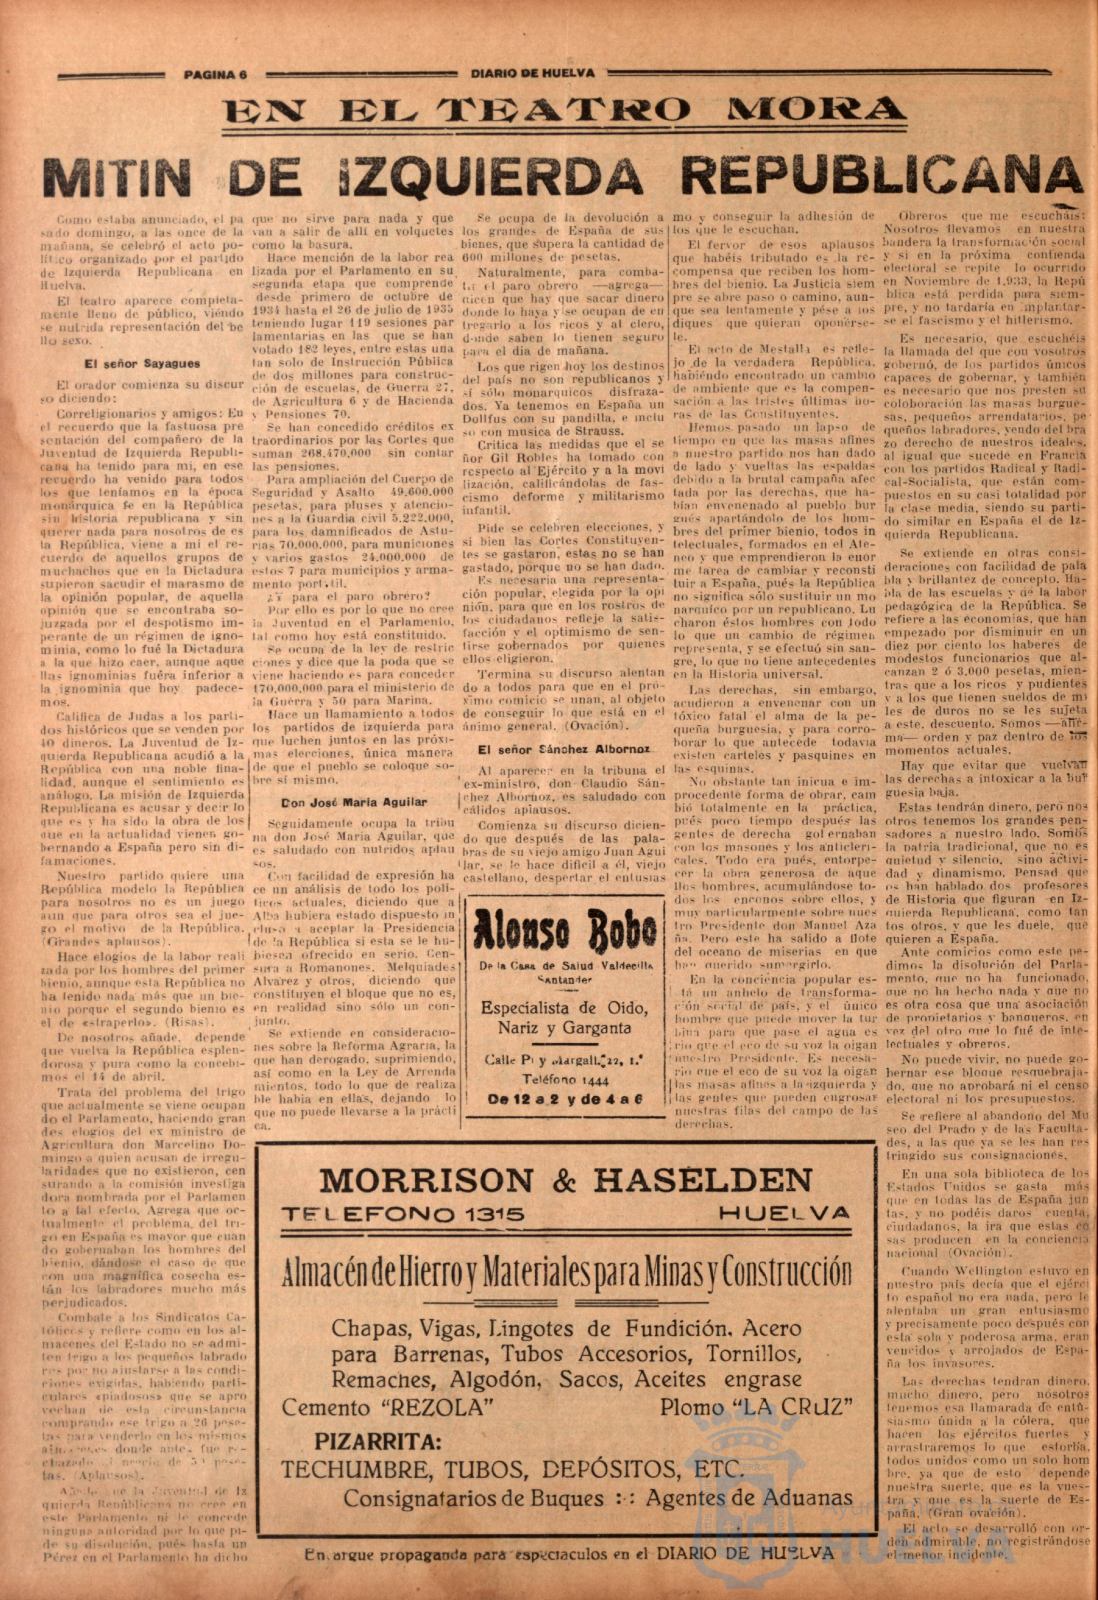 PAGINA 6
DIARIO DE HUELVA
EN EL TEATRO MORA
MITIN DE IZQUIERDA REPUBLICANA
Como estaba anunciado, el pa
sado domingo, a las once de la
mañana, se celebró el acto po-
lítico organizado por el partido
de Izquierda Republicana en
Huelva.
El teatro aparece completa-
mente lleno de público, viéndo
se nutrida representación del be
llo sexo.
El señor Sayagues
El orador comienza su discur
so diciendo:
Correligionarios y amigos: En
el recuerdo que la fastuosa pre
sentación del compañero de la
Juventud de Izquierda Republi-
cana ha tenido para mi, en ese
recuerdo ha venido para todos
los que teníamos en la época
monárquica fe en la República
sin historia republicana y sin
querer nada para nosotros de es
ta República, viene a mi el re-
cuerdo de aquellos grupos de
muchachos que en la Dictadura
supieron sacudir el marasmo de
la opinión popular, de aquella
opinión que se encontraba so-
juzgada por el despotismo im-
perante de un régimen de igno-
minia, como lo fué la Dictadura
a la que hizo caer, aunque aque
llas ignominias fuéra inferior a
la ignominia que hoy padece-
mos.
Califica de Judas a los parti-
dos históricos que se venden por
40 dineros. La Juventud de Iz-
quierda Republicana acudió a la
República con una noble fina-
lidad, aunque el sentimiento es
análogo. La misión de Izquierda
Republicana es acusar y decir lo
que es y ha sido la obra de los
que en la actualidad vienen go-
bernando a España pero sin di-
famaciones.
Nuestro partido quiere una
República modelo la República
para nosotros no es un juego
aun que para otros sea el jue-
go el motivo de la República.
(Grandes aplausos).
Hace elogios de la labor reali
zada por los hombres del primer
bienio, aunque esta República no
ha tenido nada más que un bie-
nio porque el segundo bienio es
el de «straperlo». (Risas).
De nosotros añade, depende
que vuelva la República esplen-
dorosa y pura como la concebi-
mos el 14 de abril.
Trata del problema del trigo
que actualmente se viene ocupan
do el Parlamento, haciendo gran
des elogios del ex ministro de
Agricultura don Marcelino Do-
mingo a quien acusan de irregu-
laridades que no existieron, cen
surando a la comisión investiga
dora nombrada por el Parlamen
to a tal efecto. Agrega que ac-
tualmente el problema del tri-
go en España es mayor que cuan
do gobernaban los hombres del
bienio, dándose el caso de que
con una magnífica cosecha es-
tán los labradores mucho más
perjudicados.
Combate a los Sindicatos Ca-
tólicos y refiere como en los al-
macenes del Estado no se admi-
ten trigo a los pequeños labrado
res por no ajustarse a las condi-
ciones exigidas, habiendo parti-
culares «piadosos» que se apro
vechan de esta circunstancia
comprando ese trigo a 26 pese-
tas para venderlo en los mismos
donde antes fue re-
chazado
tas. (Aplausos).
que la Juventud de Iz
quierda Republicana no cree en
este Parlamento ni le concede
ninguna autoridad por lo que pi-
de su disolución, pués hasta un
Pérez en el Parlamento ha dicho
que no sirve para nada y que
van a salir de allí en volquetes
como la basura.
Hace mención de la labor rea
lizada por el Parlamento en su
segunda etapa que comprende
desde primero de octubre de
1934 hasta el 26 de julio de 1935
teniendo lugar 119 sesiones par
lamentarias en las que se han
votado 182 leyes, entre estas una
tan solo de Instrucción Pública
de dos millones para construc-
ción de escuelas, de Guerra 27,
de Agricultura 6 y de Hacienda
y Pensiones 70.
Se han concedido créditos ex
traordinarios por las Cortes que
suman 268.470,000 sin contar
las pensiones.
Para ampliación del Cuerpo de
Seguridad y Asalto 49.600.000
pesetas, para pluses y atencio-
nes a la Guardia civil 5.222.000,
para los damnificados de Astu-
rias 70.000,000, para municiones
y varios gastos 24.000.000 de
estos 7 para municipios y arma-
mento portátil.
¿Y para el paro obrero?
Por ello es por lo que no cree
la Juventud en el Parlamento,
tal como hoy está constituido.
Se ocupa de la ley de restric
ciones y dice que la poda que se
viene haciendo es para conceder
170,000,000 para el ministerio de
la Guerra y 50 para Marina.
Hace un llamamiento a todos
los partidos de izquierda para
que luchen juntos en las próxi-
mas elecciones, única manera
de que el pueblo se coloque so-
bre sí mismo.
Don José María Aguilar
Seguidamente ocupa la tribu
na don José María Aguilar, que
es saludado con nutridos aplau
sos.
Con facilidad de expresión ha
ce un análisis de todo los polí-
ticos actuales, diciendo que a
Alba hubiera estado dispuesto in
cluso a aceptar la Presidencia
de la República si esta se le hu-
biesen ofrecido en serio. Cen-
sura a Romanones. Melquiades
Alvarez y otros, diciendo que
constituyen el bloque que no es,
en realidad sino sólo un con-
junto.
Se extiende en consideracio-
nes sobre la Reforma Agraria, la
que han derogado, suprimiendo,
así como en la Ley de Arrenda
mientos, todo lo que de realiza
ble habia en ellas, dejando lo
que no puede llevarse a la prácti
ca.
Se ocupa de la devolución a
los grandes de España de sus
bienes, que supera la cantidad de
600 millones de pesetas.
Naturalmente, para comba-
tir el paro obrero —agrega—
dicen que hay que sacar dinero
donde lo haya y se ocupan de en
tregarlo a los ricos y al clero,
donde saben lo tienen seguro
para el dia de mañana.
Los que rigen hoy los destinos
del país no son republicanos y
sí sólo monarquicos disfraza-
dos. Ya tenemos en España un
Dollfus con su pandilla, e inclu
so con musica de Strauss.
Critica las medidas que el se
ñor Gil Robles ha tomado con
respecto al Ejército y a la movi
lización, calificándolas de fas-
cismo deforme y militarismo
infantil.
Pide se celebren elecciones, y
si bien las Cortes Constituyen-
tes se gastaron, estas no se han
gastado, porque no se han dado.
Es necesaria una representa-
ción popular, elegida por la opi
nión, para que en los rostros de
los ciudadanos refleje la satis-
facción y el optimismo de sen-
tirse gobernados por quienes
ellos eligieron.
Termina su discurso alentan
do a todos para que en el pró-
ximo comicio se unan, al objeto
de conseguir lo que está en el
ánimo general. (Ovación).
El señor Sánchez Albornoz
Al aparecer en la tribuna el
ex-ministro, don Claudio Sán-
chez Albornoz, es saludado con
cálidos aplausos.
Comienza su discurso dicien-
do que después de las pala-
bras de su viejo amigo Juan Agui
lar, se le hace dificil a él, viejo
castellano, despertar el entusias
mo y conseguir la adhesión de
los que le escuchan.
El fervor de esos aplausos
que habéis tributado es la re-
compensa que reciben los hom-
bres del bienio. La Justicia siem
pre se abre paso o camino, aun-
que sea lentamente y pése a los
diques que quieran oponérse-
le.
El acto de Mestalla es refle-
jo de la verdadera República,
habiéndo encontrado un cambio
de ambiente que es la compen-
sación a las tristes últimas ho-
ras de las Constituyentes.
Hemos pasado un lapso de
tiempo en que las masas afines
a nuestro partido nos han dado
de lado y vueltas las espaldas
debido a la brutal campaña afec
tada por las derechas, que ha-
bían envenenado al pueblo bur
gués apartándolo de los hom-
bres del primer bienio, todos in
telectuales, formados en el Ate-
neo y que emprendieron la enor
me tarea de cambiar y reconsti
tuir a España, pués la República
no significa sólo sustituir un mo
narquico por un republicano. Lu
charon éstos hombres con todo
lo que un cambio de régimen
representa, y se efectuó sin san-
gre, lo que no tiene antecedentes
en la Historia universal.
Las derechas, sin embargo,
acudieron a envenenar con un
tóxico fatal el alma de la pe-
queña burguesía, y para corro-
borar lo que antecede todavia
existen carteles y pasquines en
las esquinas.
No obstante tan inicua e im-
procedente forma de obrar, cam
bió totalmente en la práctica,
pués poco tiempo después las
gentes de derecha gobernaban
con los masones y los anticleri-
cales. Todo era pués, entorpe-
cer la obra generosa de aque
llos hombres, acumulándose to-
dos los enconos sobre ellos, y
muy particularmente sobre nues
tro Presidente don Manuel Aza
ña. Pero este ha salido a flote
del oceano de miserias en que
han querido sumergirlo.
En la conciencia popular es-
tá un anhelo de transforma-
ción social de país, y el único
hombre que puede mover la tur
bina para que pase el agua es
rio que el eco de su voz la oigan
nuestro Presidente. Es necesa-
rio que el eco de su voz la oigan
las masas afines a la izquierda y
las gentes que pueden engrosar
nuestras filas del campo de las
derechas.
Alonso Bobo
De la Casa de Salud Valdecilla
Santander
Especialista de Oido,
Nariz y Garganta
Calle Pi y Margall, 22, 1.º
Teléfono 1444
De 12 a 2 y de 4 a 6
Obreros que me escucháis:
Nosotros llevamos en nuestra
bandera la transformación social
y si en la próxima contienda
electoral se repite lo ocurrido
en Noviembre de 1.933, la Repú
blica está perdida para siem-
pre, y no tardaría en implantar-
se el fascismo y el hitlerismo.
Es necesario, que escuchéis
la llamada del que con vosotros
gobernó, de los partidos únicos
capaces de gobernar, y también
es necesario que nos presten su
colaboración las masas burgue-
sas, pequeños arrendatarios, pe
queños labradores, yendo del bra
zo derecho de nuestros ideales,
al igual que sucede en Francia
con los partidos Radical y Radi-
cal-Socialista, que están com-
puestos en su casi totalidad por
la clase media, siendo su parti-
do similar en España el de Iz-
quierda Republicana.
Se extiende en otras consi-
deraciones con facilidad de pala
bla y brillantez de concepto. Ha-
bla de las escuelas y de la labor
pedagógica de la República. Se
refiere a las economías, que han
empezado por disminuir en un
diez por ciento los haberes de
modestos funcionarios que al-
canzan 2 ó 3,000 pesetas, mien-
tras que a los ricos y pudientes
y a los que tienen sueldos de mi
les de duros no se les sujeta
a este descuento. Somos —afir-
ma— orden y paz dentro de los
momentos actuales.
Hay que evitar que vuelvan
las derechas a intoxicar a la bur
guesia baja.
Estas tendrán dinero, pero nos
otros tenemos los grandes pen-
sadores a nuestro lado. Somos
la patria tradicional, que no es
quietud y silencio, sino activi-
dad y dinamismo. Pensad que
os han hablado dos profesores
de Historia que figuran en Iz-
quierda Republicana, como tan
tos otros, y que les duele, que
quieren a España.
Ante comicios como este pe-
dimos la disolución del Parla-
mento, que no ha funcionado,
que no ha hecho nada y que no
es otra cosa que una asociación
de propietarios y banqueros, en
vez del otro que lo fué de inte-
lectuales y obreros.
No puede vivir, no puede go-
bernar ese bloque resquebraja-
do, que no aprobará ni el censo
electoral ni los presupuestos.
Se refiere al abandono del Mu
seo del Prado y de las Faculta-
des, a las que ya se les han res
tringido sus consignaciones.
En una sola biblioteca de los
Estados Unidos se gasta más
que en todas las de España jun
tas, y no podéis daros cuenta,
ciudadanos, la ira que estas co
sas producen en la conciencia
nacional (Ovación).
Cuando Wellington estuvo en
nuestro país decía que el ejérci
to español no era nada, pero le
alentaba un gran entusiasmo
y precisamente poco después con
esta sola y poderosa arma, eran
vencidos y arrojados de Espa-
ña los invasores.
Las derechas tendran dinero,
mucho dinero, pero nosotros
tenemos esa llamarada de entú-
siasmo únida a la cólera, que
hacen los ejércitos fuertes y
arrastraremos lo que estorba,
todos unidos como un solo hom
bre, ya que de esto depende
nuestra suerte, que es la vues-
tra y que es la suerte de Es-
paña. (Gran ovación).
El acto se desarrolló con or-
den admirable, no registrándose
el menor incidente.
MORRISON & HASELDEN
TELEFONO 1315 HUELVA
Almacén de Hierro y Materiales para Minas y Construcción
Chapas, Vigas, Lingotes de Fundición, Acero
para Barrenas, Tubos Accesorios, Tornillos,
Remaches, Algodón, Sacos, Aceites engrase
Cemento "REZOLA" Plomo "LA CRUZ"
PIZARRITA:
TECHUMBRE, TUBOS, DEPÓSITOS, ETC.
Consignatarios de Buques :: Agentes de Aduanas
Encargue propaganda para espectaculos en el DIARIO DE HUELVA
Ayuntamiento de
HUELVA